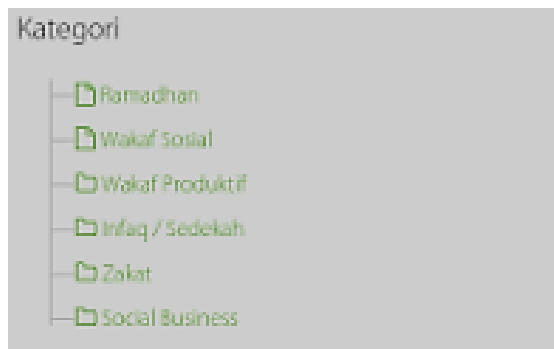 Kategori
Ramadhan
Wakaf Sosial
Wakaf Produktif
Infaq / Sedekah
Zakat
Social Business